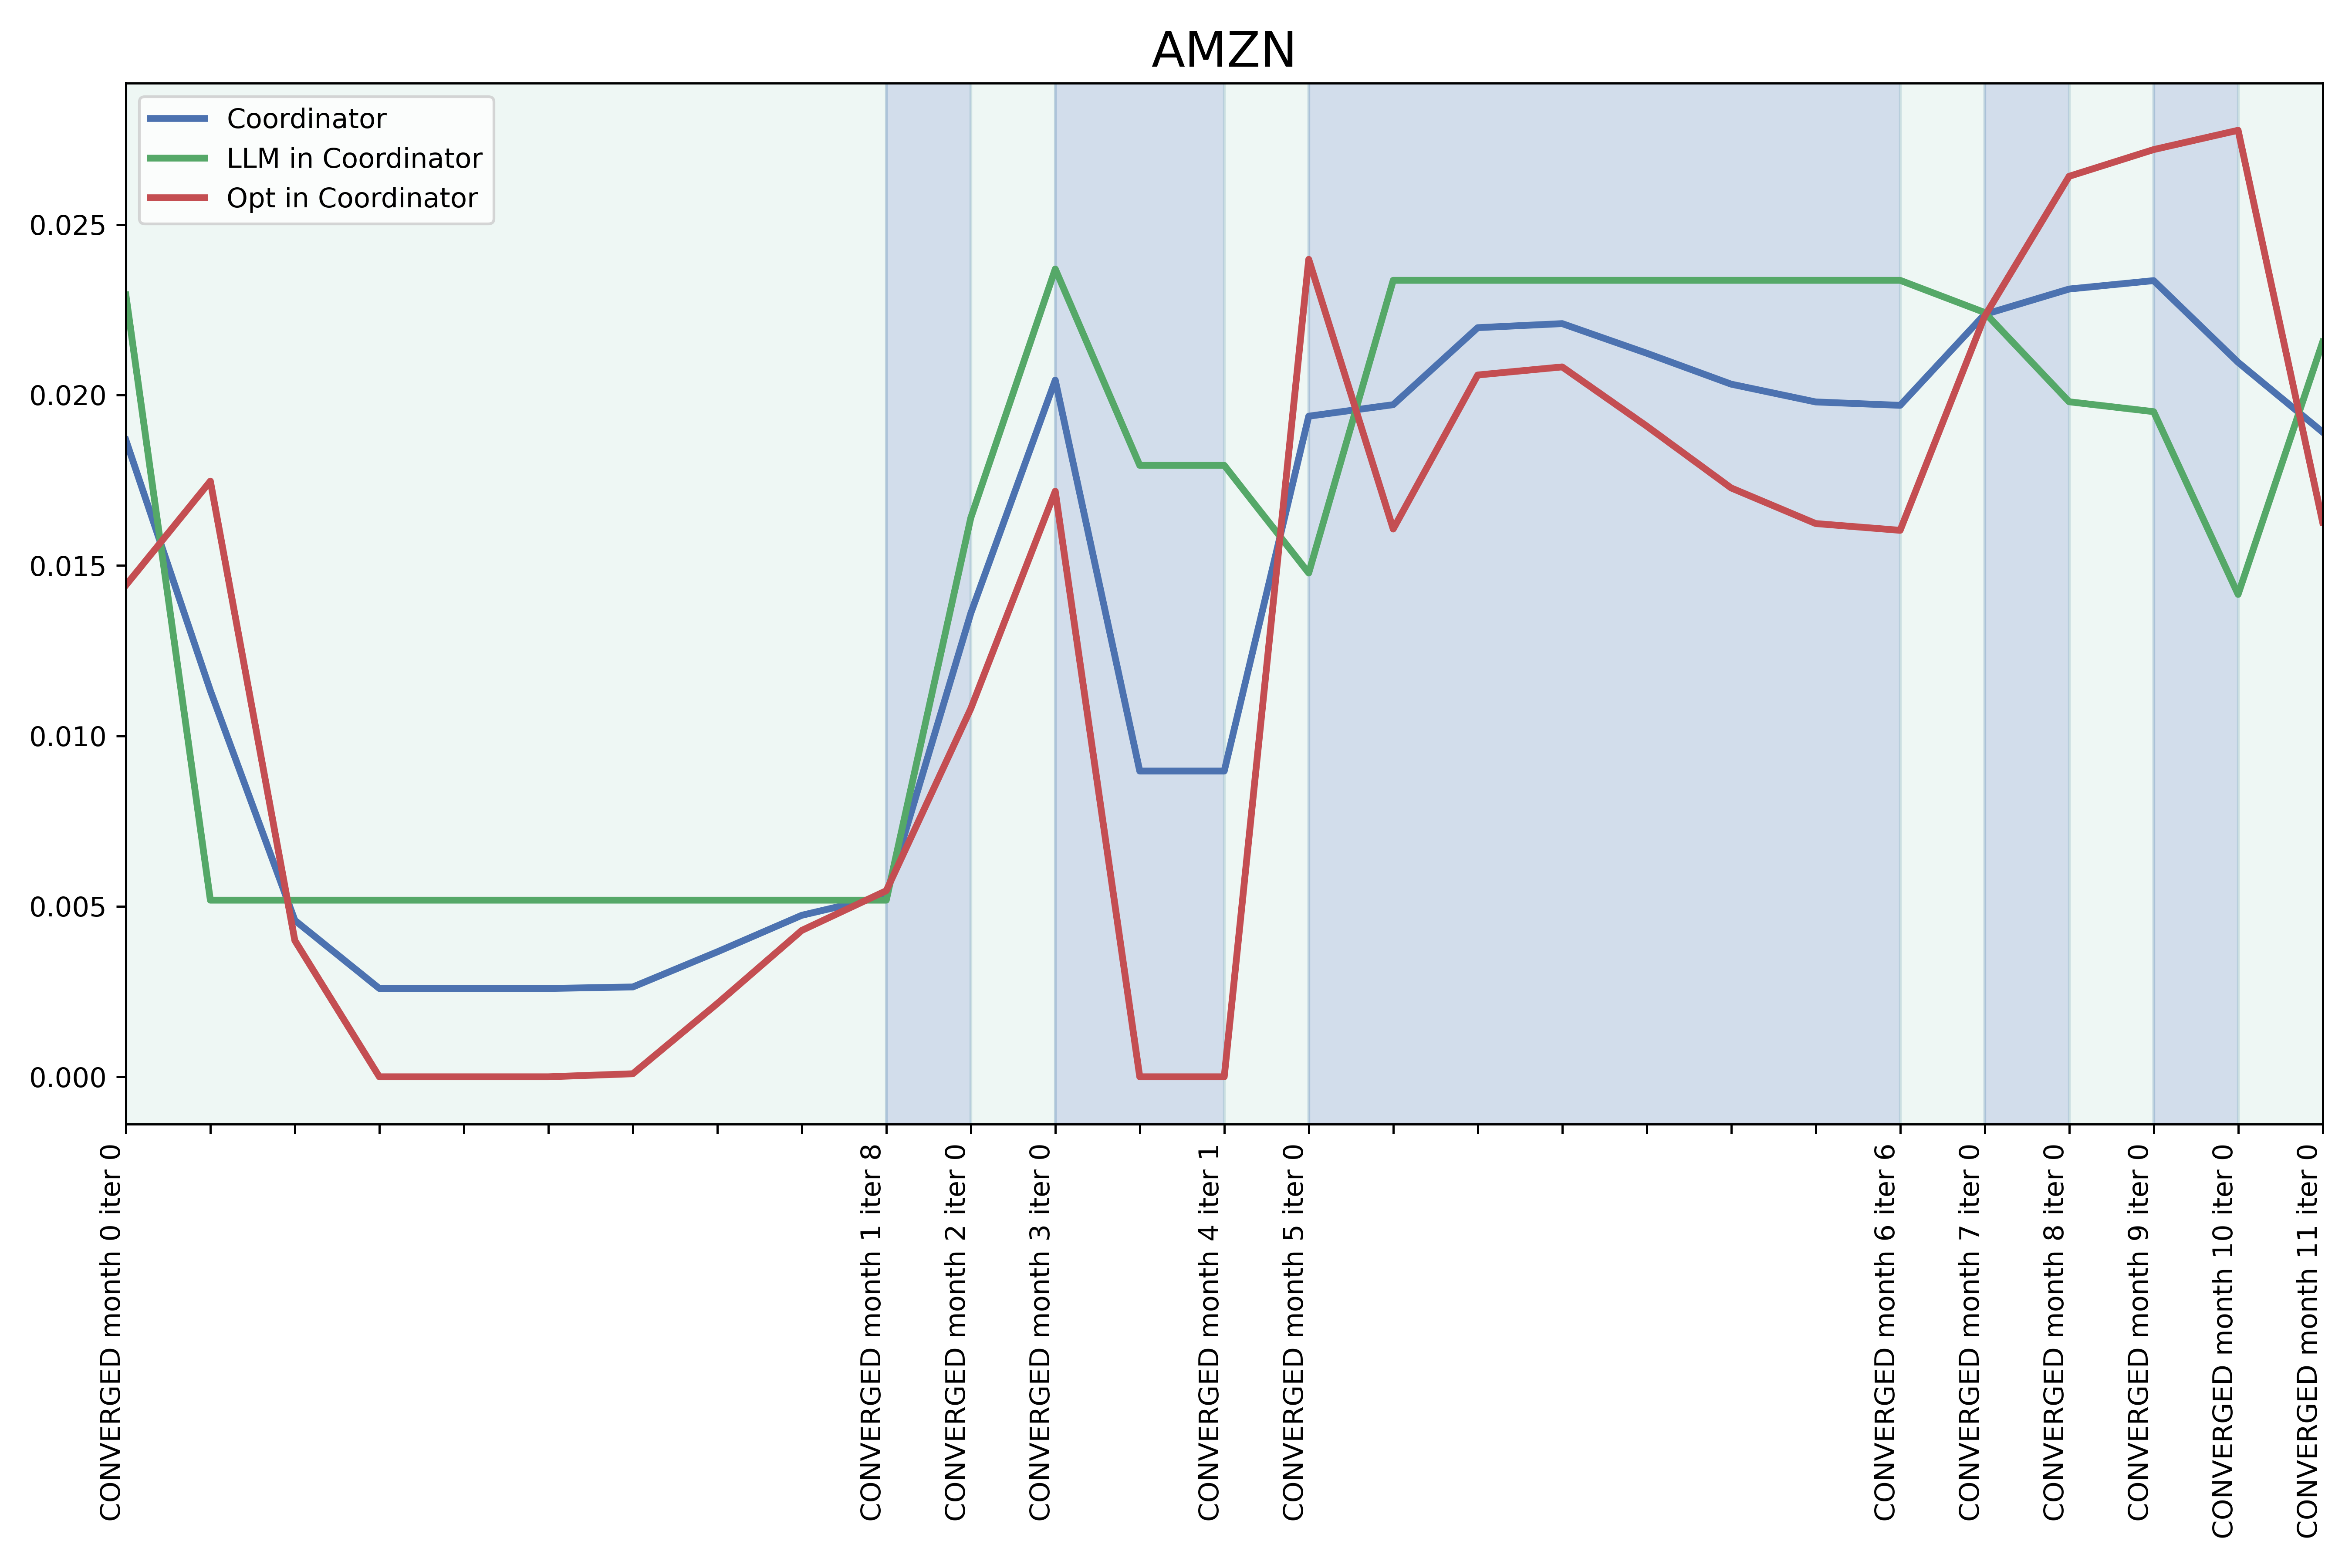 AMZN
Coordinator
LLM in Coordinator
Opt in Coordinator
0.025
0.020
0.015
0.010
0.005
0.000
CONVERGED month 0 iter 0
CONVERGED month 1 iter 8
CONVERGED month 2 iter 0
CONVERGED month 3 iter 0
CONVERGED month 4 iter 1
CONVERGED month 5 iter 0
CONVERGED month 6 iter 6
CONVERGED month 7 iter 0
CONVERGED month 8 iter 0
CONVERGED month 9 iter 0
CONVERGED month 10 iter 0
CONVERGED month 11 iter 0